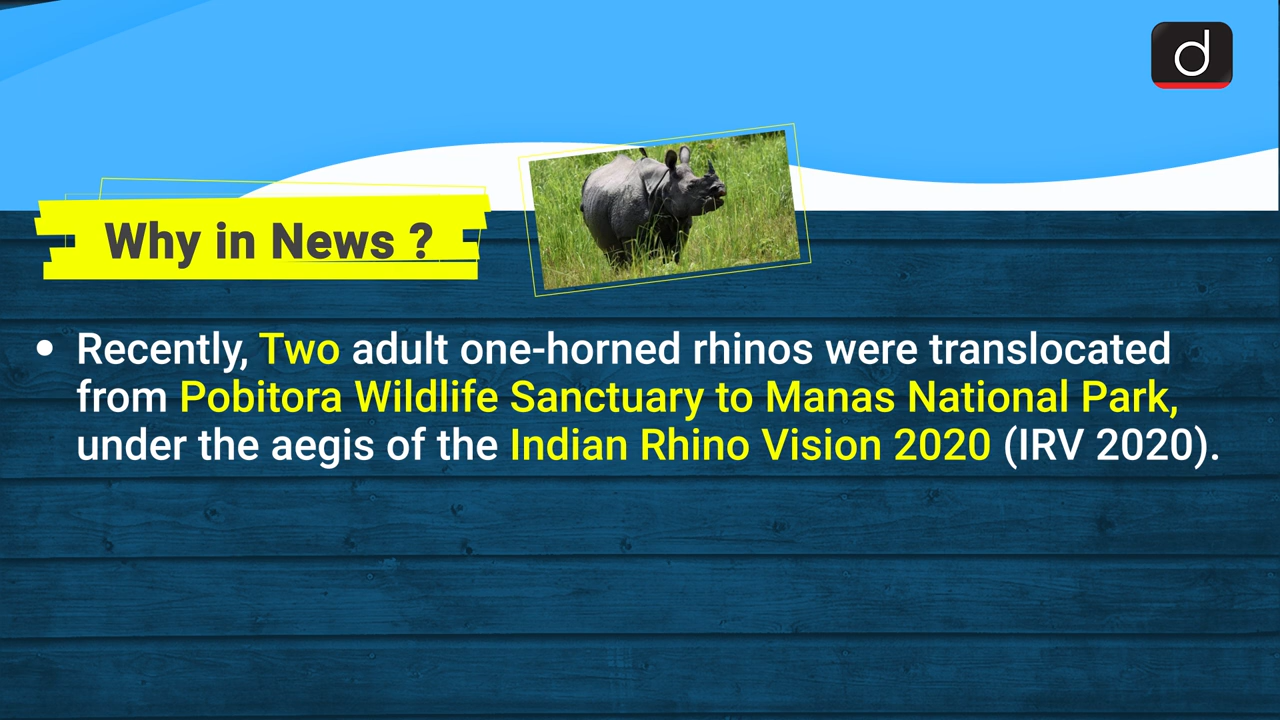 d
Why in News ?
• Recently, Two adult one-horned rhinos were translocated
from Pobitora Wildlife Sanctuary to Manas National Park,
under the aegis of the Indian Rhino Vision 2020 (IRV 2020).